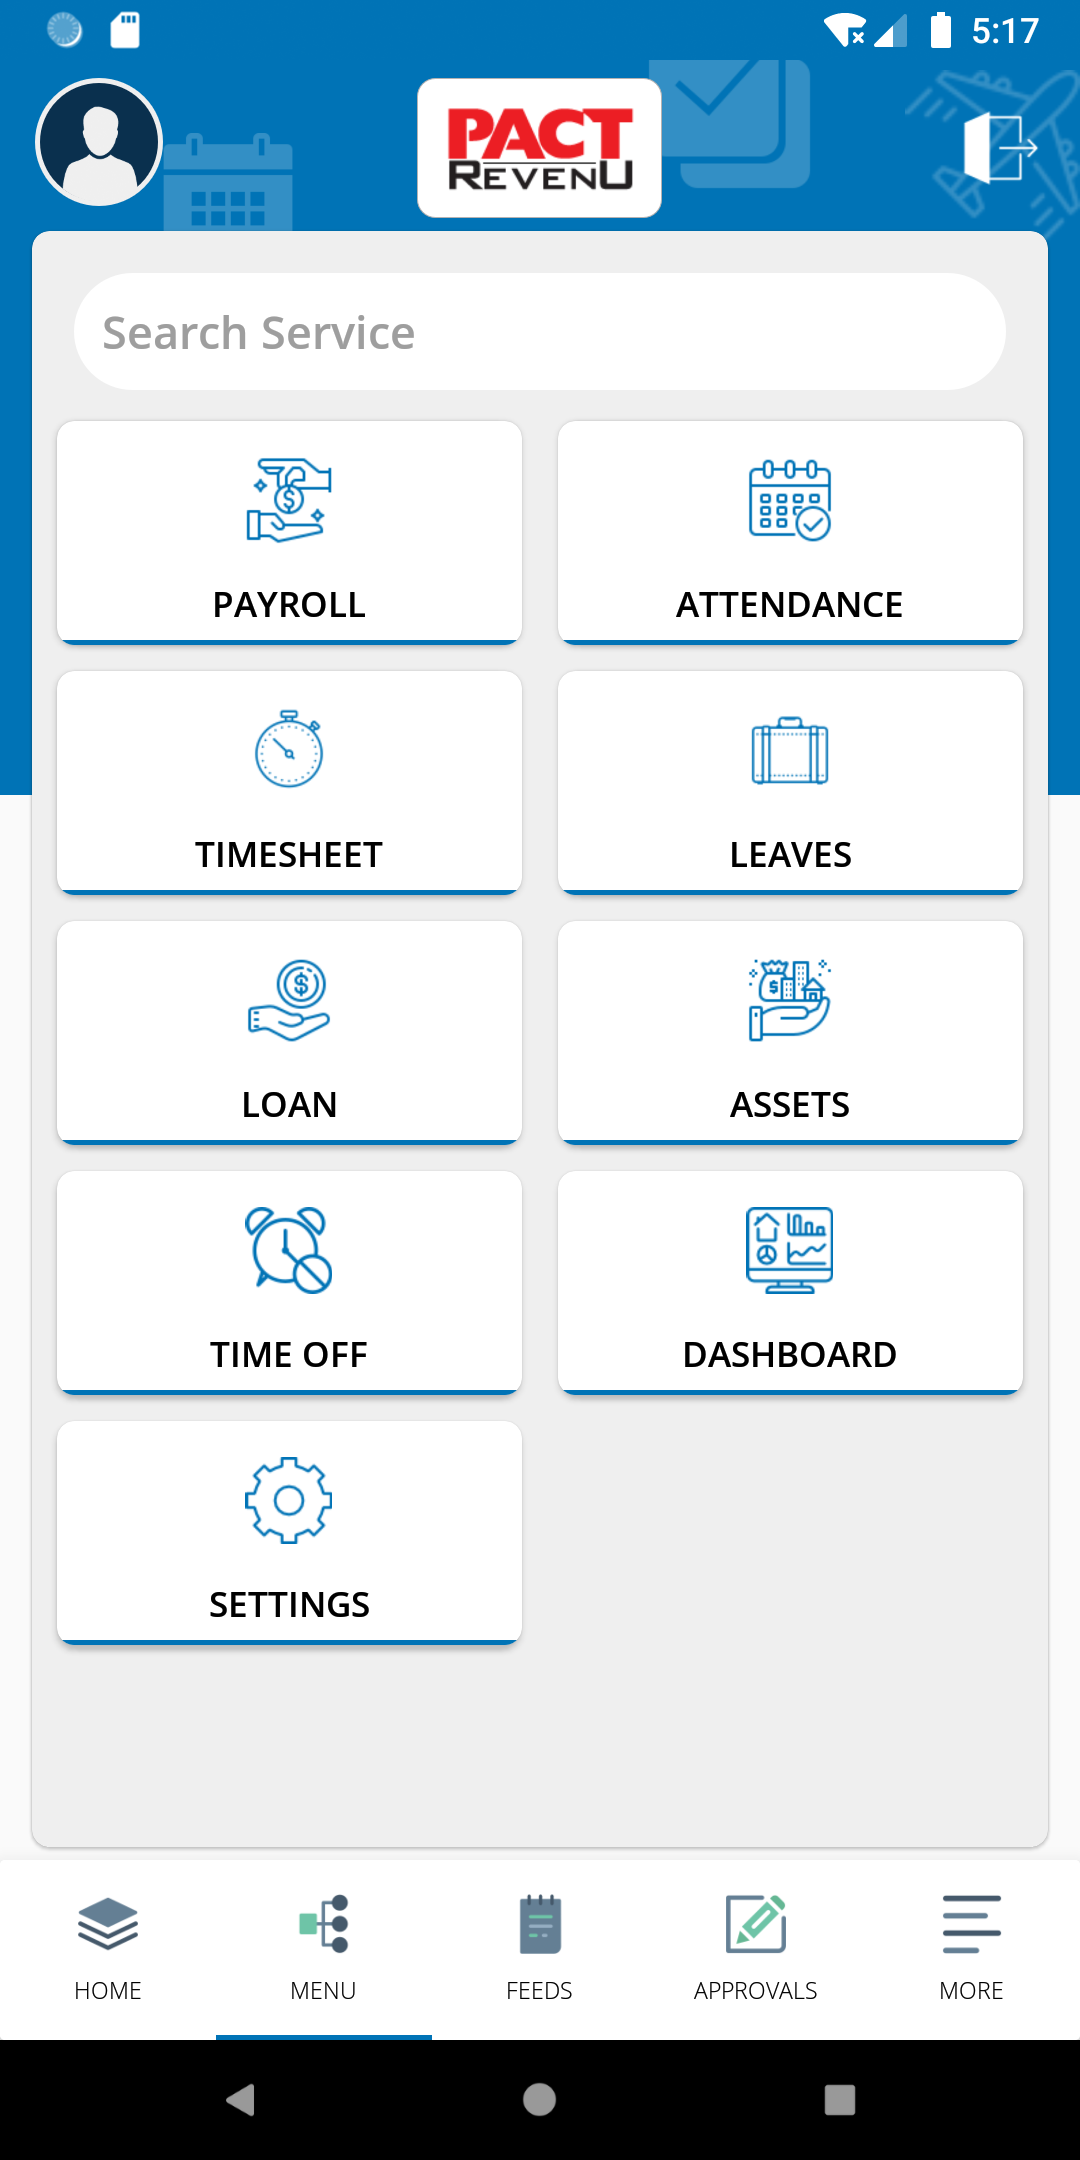 5:17
PACT
REVENU
Search Service
PAYROLL
ATTENDANCE
TIMESHEET
LEAVES
LOAN
ASSETS
TIME OFF
DASHBOARD
SETTINGS
HOME
MENU
FEEDS
APPROVALS
MORE